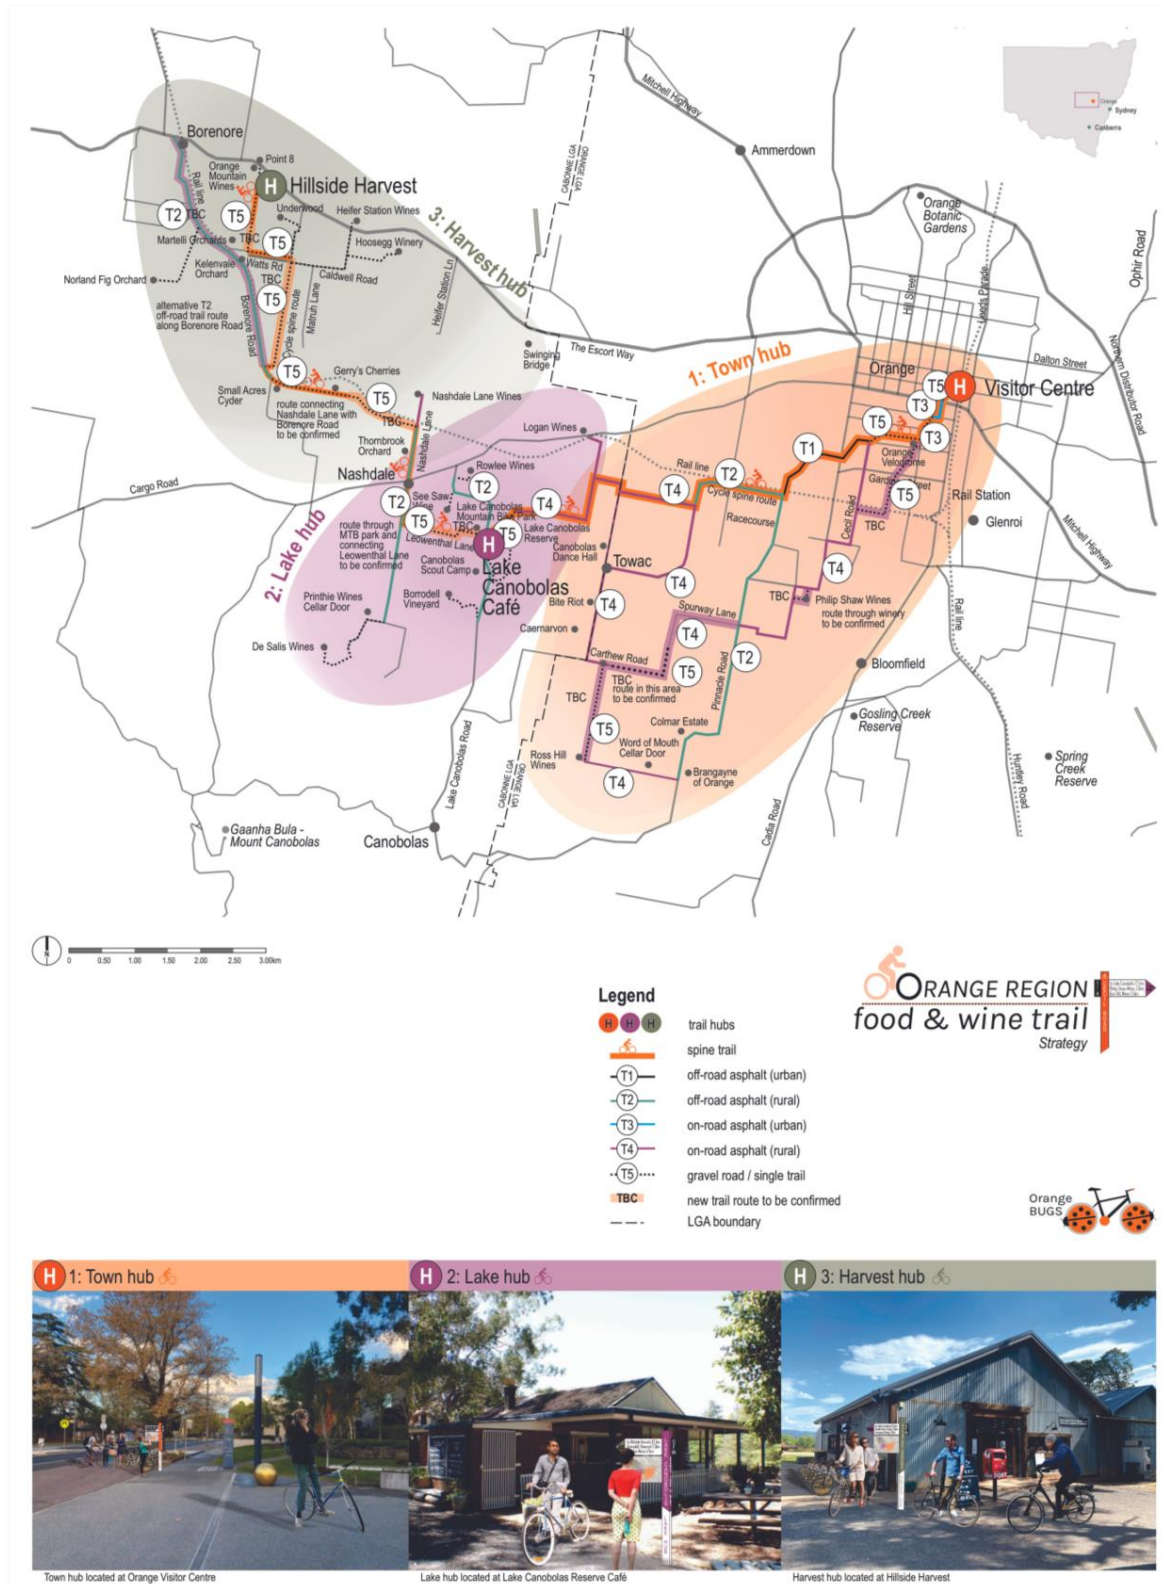 Mitchell Highway
Orange
Sydney
Canberra
Borenore
Ammerdown
CABONNE LGA
ORANGE LGA
Point 8
Orange
Mountain
Wines
H
Hillside Harvest
Underwood
Heifer Station Wines
3: Harvest hub
Orange
Botanic
Gardens
Ophir Road
Rail line
T2
TBC
T5
Martelli Orchards
TBC
T5
Hoosegg Winery
Kelenvale
Orchard
Watts Rd
TBC
Caldwell Road
Norland Fig Orchard
T5
Matruh Lane
Heifer Station Ln
Hill Street
Leeds Parade
alternative T2
off-road trail route
along Borenore Road
Borenore Road
Cycle spine route
Swinging
Bridge
The Escort Way
1: Town hub
Dalton Street
Northern Distributor Road
T5
Gerry's Cherries
Orange
T5
H
Visitor Centre
Small Acres
Cyder
T5
Nashdale Lane Wines
T3
route connecting
Nashdale Lane with
Borenore Road
to be confirmed
TBC
Nashdale Lane
Logan Wines
T5
T3
T1
Thornbrook
Orchard
Orange
Velodrome
Nashdale
Rowlee Wines
Rail line
T2
Cargo Road
T2
T2
T4
Cycle spine route
T5
Rail Station
See Saw
Wine
Lake Canobolas
Mountain Bike Park
T4
Racecourse
Cecil Road
TBC
Glenroi
T5
TBC
Lake Canobolas
Reserve
T5
2: Lake hub
route through
MTB park and
connecting
Leowenthal Lane
to be confirmed
Leowenthal Lane
H
Lake
Canobolas
Café
Canobolas
Dance Hall
Mitchell Highway
Canobolas
Scout Camp
Towac
T4
T4
Printhie Wines
Cellar Door
Borrodell
Vineyard
Bite Riot
T4
Spurway Lane
TBC
Philip Shaw Wines
route through winery
to be confirmed
Rail line
De Salis Wines
Caernarvon
T4
T2
Carthew Road
T5
Bloomfield
TBC
TBC
route in this area
to be confirmed
Pinnacle Road
Lake Canobolas Road
T5
Colmar Estate
Gosling Creek
Reserve
Ross Hill
Wines
Word of Mouth
Cellar Door
Spring
Creek
Reserve
CABONNE LGA
ORANGE LGA
T4
Brangayne
of Orange
Huntley Road
Cadia Road
Gaanha Bula -
Mount Canobolas
Canobolas
N
0 0.50 1.00 1.50 2.00 2.50 3.00km
ORANGE REGION
food & wine trail
Strategy
Legend
H H H trail hubs
spine trail
T1 off-road asphalt (urban)
T2 off-road asphalt (rural)
T3 on-road asphalt (urban)
T4 on-road asphalt (rural)
T5 gravel road / single trail
TBC new trail route to be confirmed
LGA boundary
Orange
BUGS
H 1: Town hub
H 2: Lake hub
H 3: Harvest hub
Town hub located at Orange Visitor Centre
Lake hub located at Lake Canobolas Reserve Café
Harvest hub located at Hillside Harvest